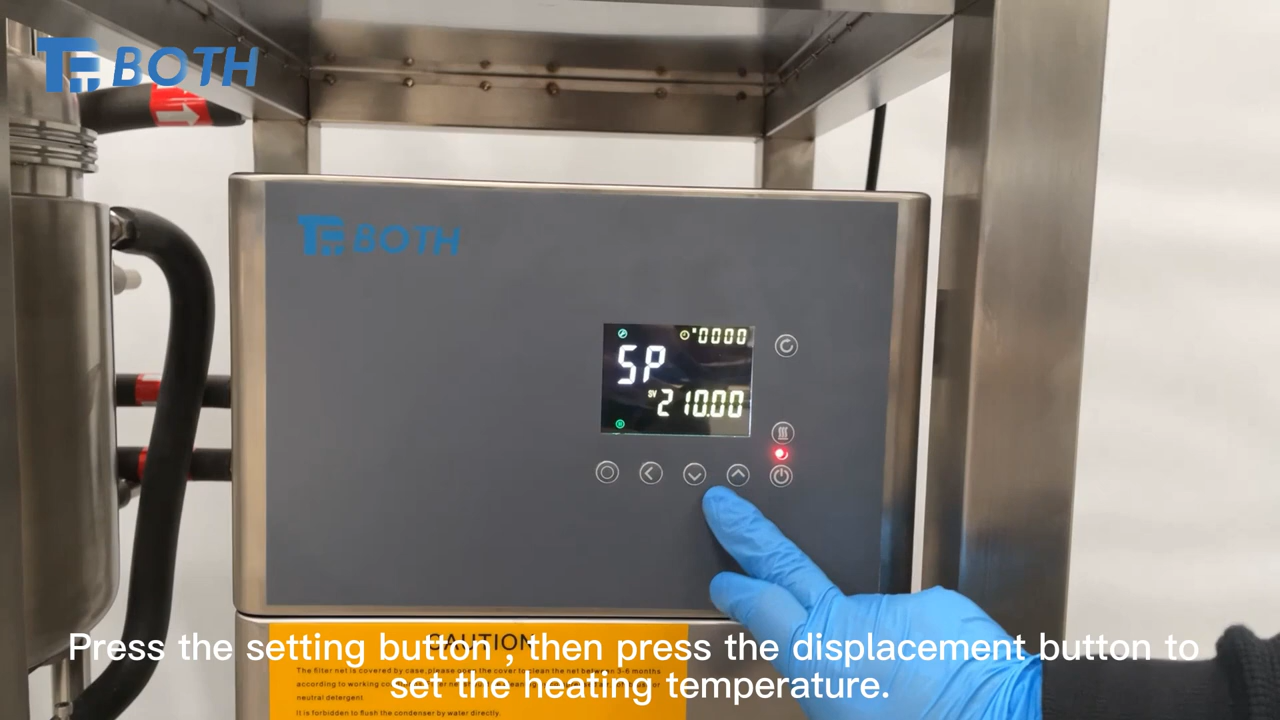 BOTH
BOTH
0000
SP
SV 210.00
CAUTION
The filter net is covered by case, please open the cover to clean the net between 3-6 months
according to working
neutral detergent.
It is forbidden to flush the condenser by water directly.
Press the setting button , then press the displacement button to
set the heating temperature.